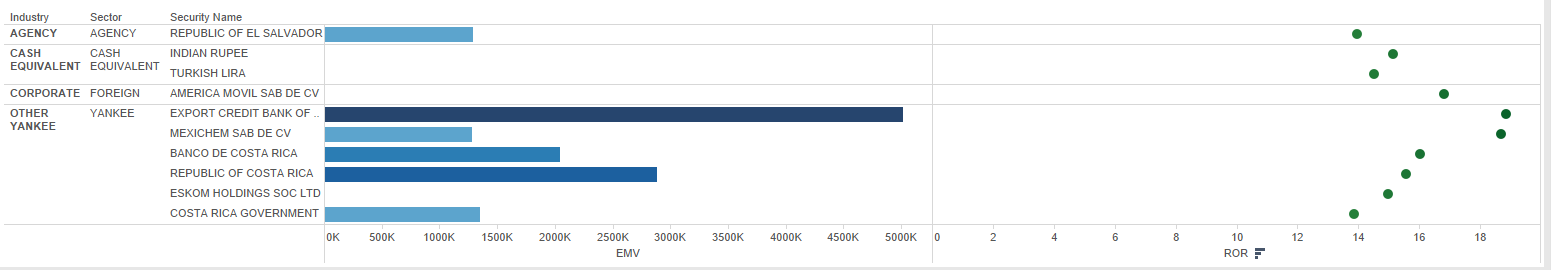 Industry Sector Security Name
AGENCY AGENCY REPUBLIC OF EL SALVADOR
CASH CASH INDIAN RUPEE
EQUIVALENT EQUIVALENT
TURKISH LIRA
CORPORATE FOREIGN AMERICA MOVIL SAB DE CV
OTHER YANKEE EXPORT CREDIT BANK OF ..
YANKEE
MEXICHEM SAB DE CV
BANCO DE COSTA RICA
REPUBLIC OF COSTA RICA
ESKOM HOLDINGS SOC LTD
COSTA RICA GOVERNMENT
0K 500K 1000K 1500K 2000K 2500K 3000K 3500K 4000K 4500K 5000K 0 2 4 6 8 10 12 14 16 18
EMV ROR